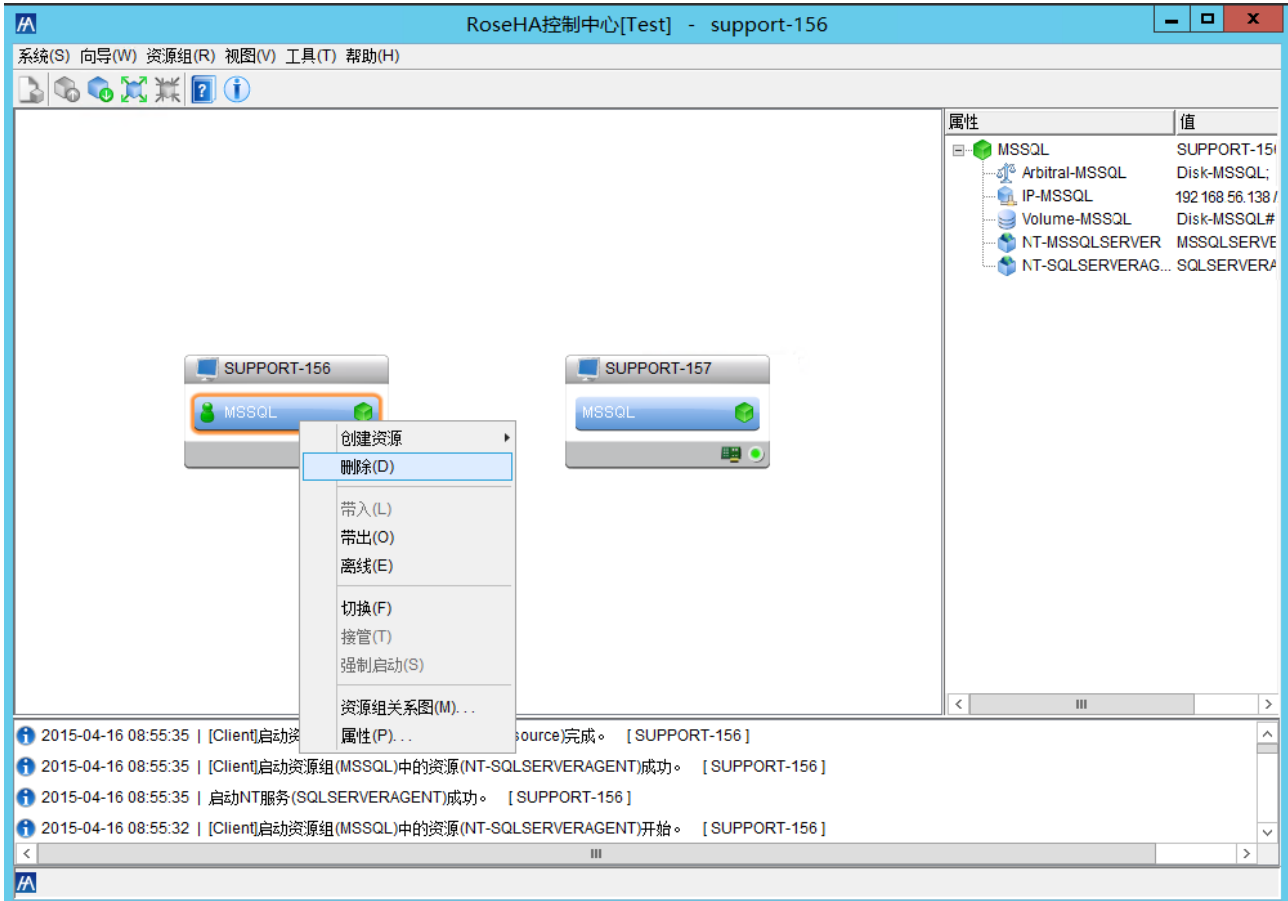 RoseHA控制中心[Test] - support-156
系统(S) 向导(W) 资源组(R) 视图(V) 工具(T) 帮助(H)
属性 值
MSSQL SUPPORT-15
Arbitral-MSSQL Disk-MSSQL;
IP-MSSQL 192 168 56.138 /
Volume-MSSQL Disk-MSSQL#
NT-MSSQLSERVER MSSQLSERVE
NT-SQLSERVERAG... SQLSERVERA
SUPPORT-156
MSSQL
SUPPORT-157
MSSQL
创建资源
删除(D)
带入(L)
带出(O)
离线(E)
切换(F)
接管(T)
强制启动(S)
资源组关系图(M)...
属性(P)...
2015-04-16 08:55:35 | [Client]启动资 source)完成。 [SUPPORT-156]
2015-04-16 08:55:35 | [Client]启动资源组(MSSQL)中的资源(NT-SQLSERVERAGENT)成功。 [SUPPORT-156]
2015-04-16 08:55:35 | 启动NT服务(SQLSERVERAGENT)成功。 [SUPPORT-156]
2015-04-16 08:55:32 | [Client]启动资源组(MSSQL)中的资源(NT-SQLSERVERAGENT)开始。 [SUPPORT-156]